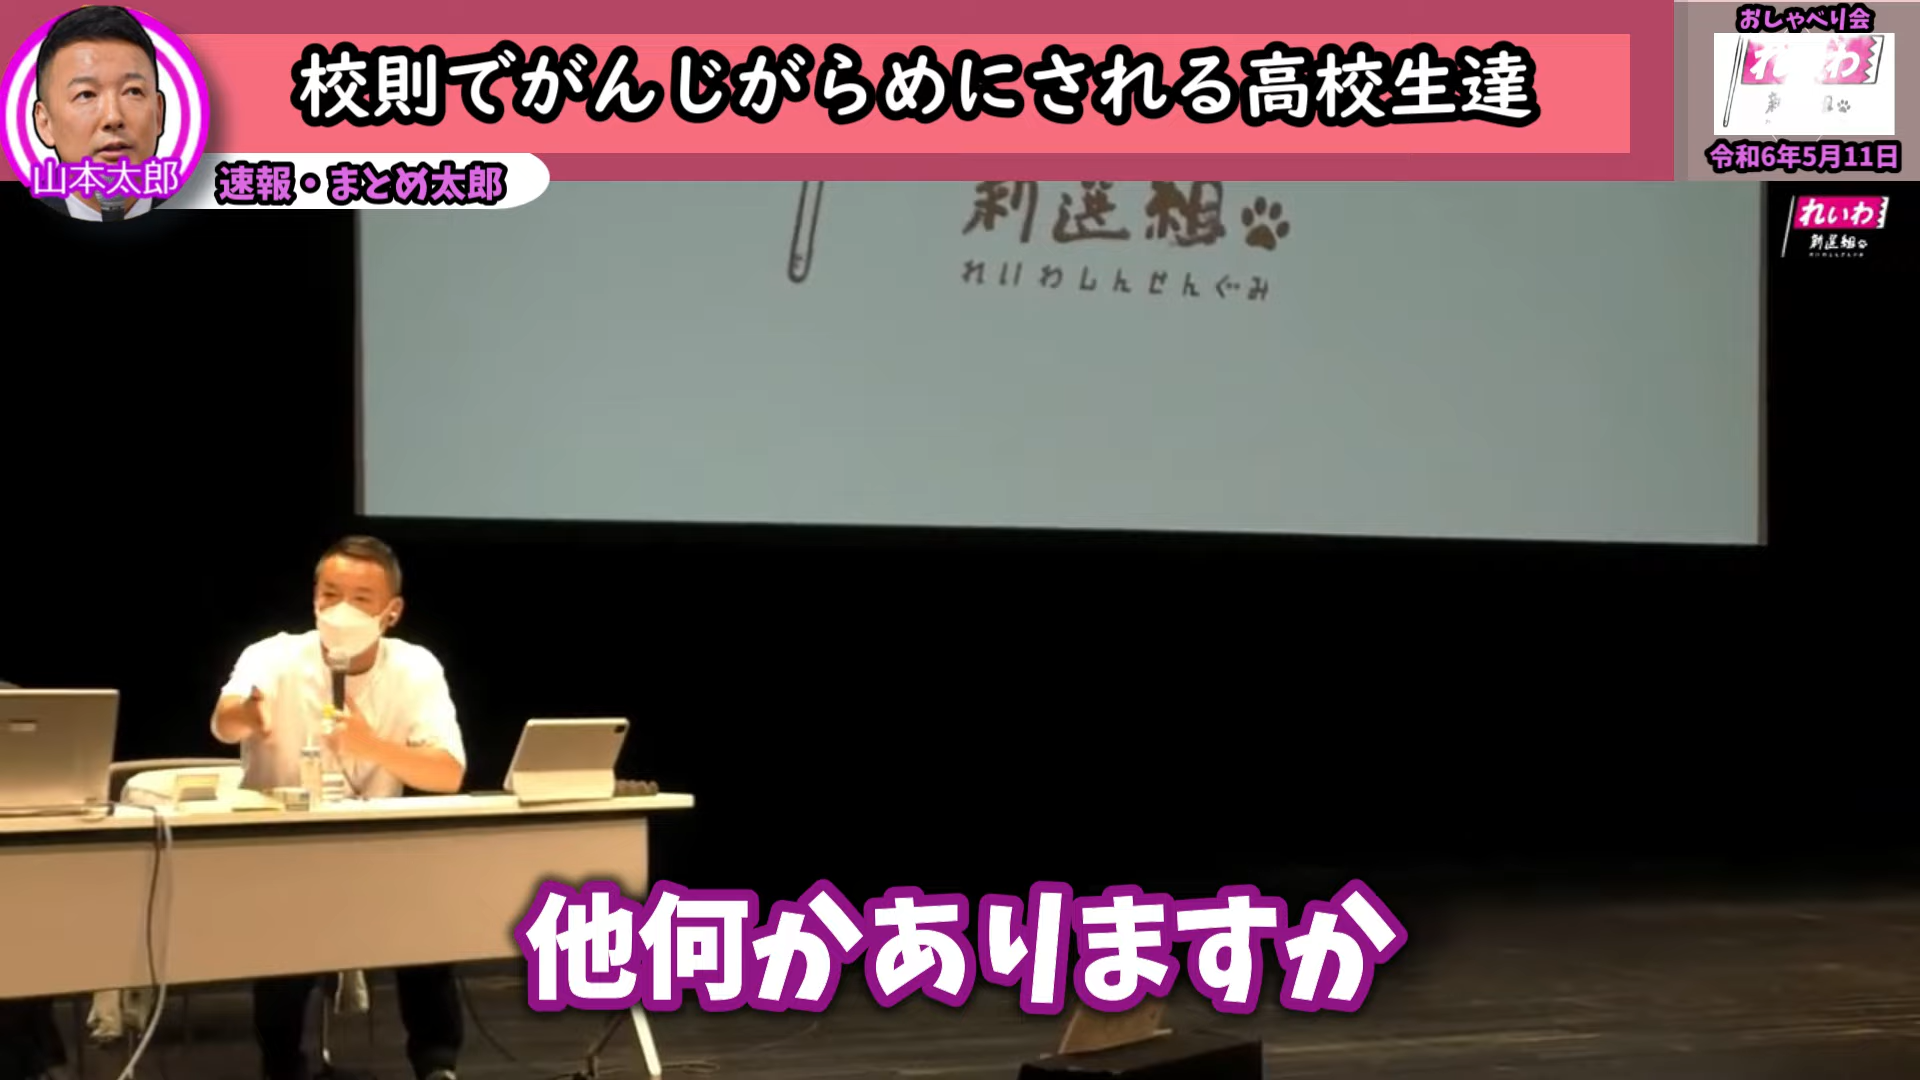 校則でがんじがらめにされる高校生達
山本太郎
速報・まとめ太郎
おしゃべり会
れいわ
令和6年5月11日
れいわ
新選組
新選組
れいわしんせんぐみ
他何かありますか